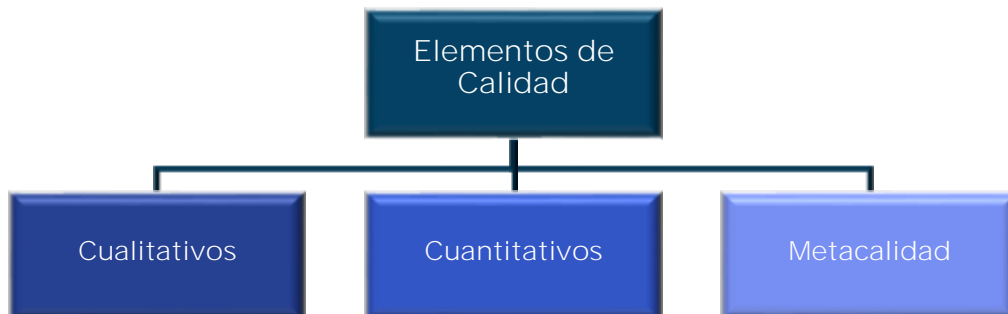 Elementos de
Calidad
Cualitativos
Cuantitativos
Metacalidad